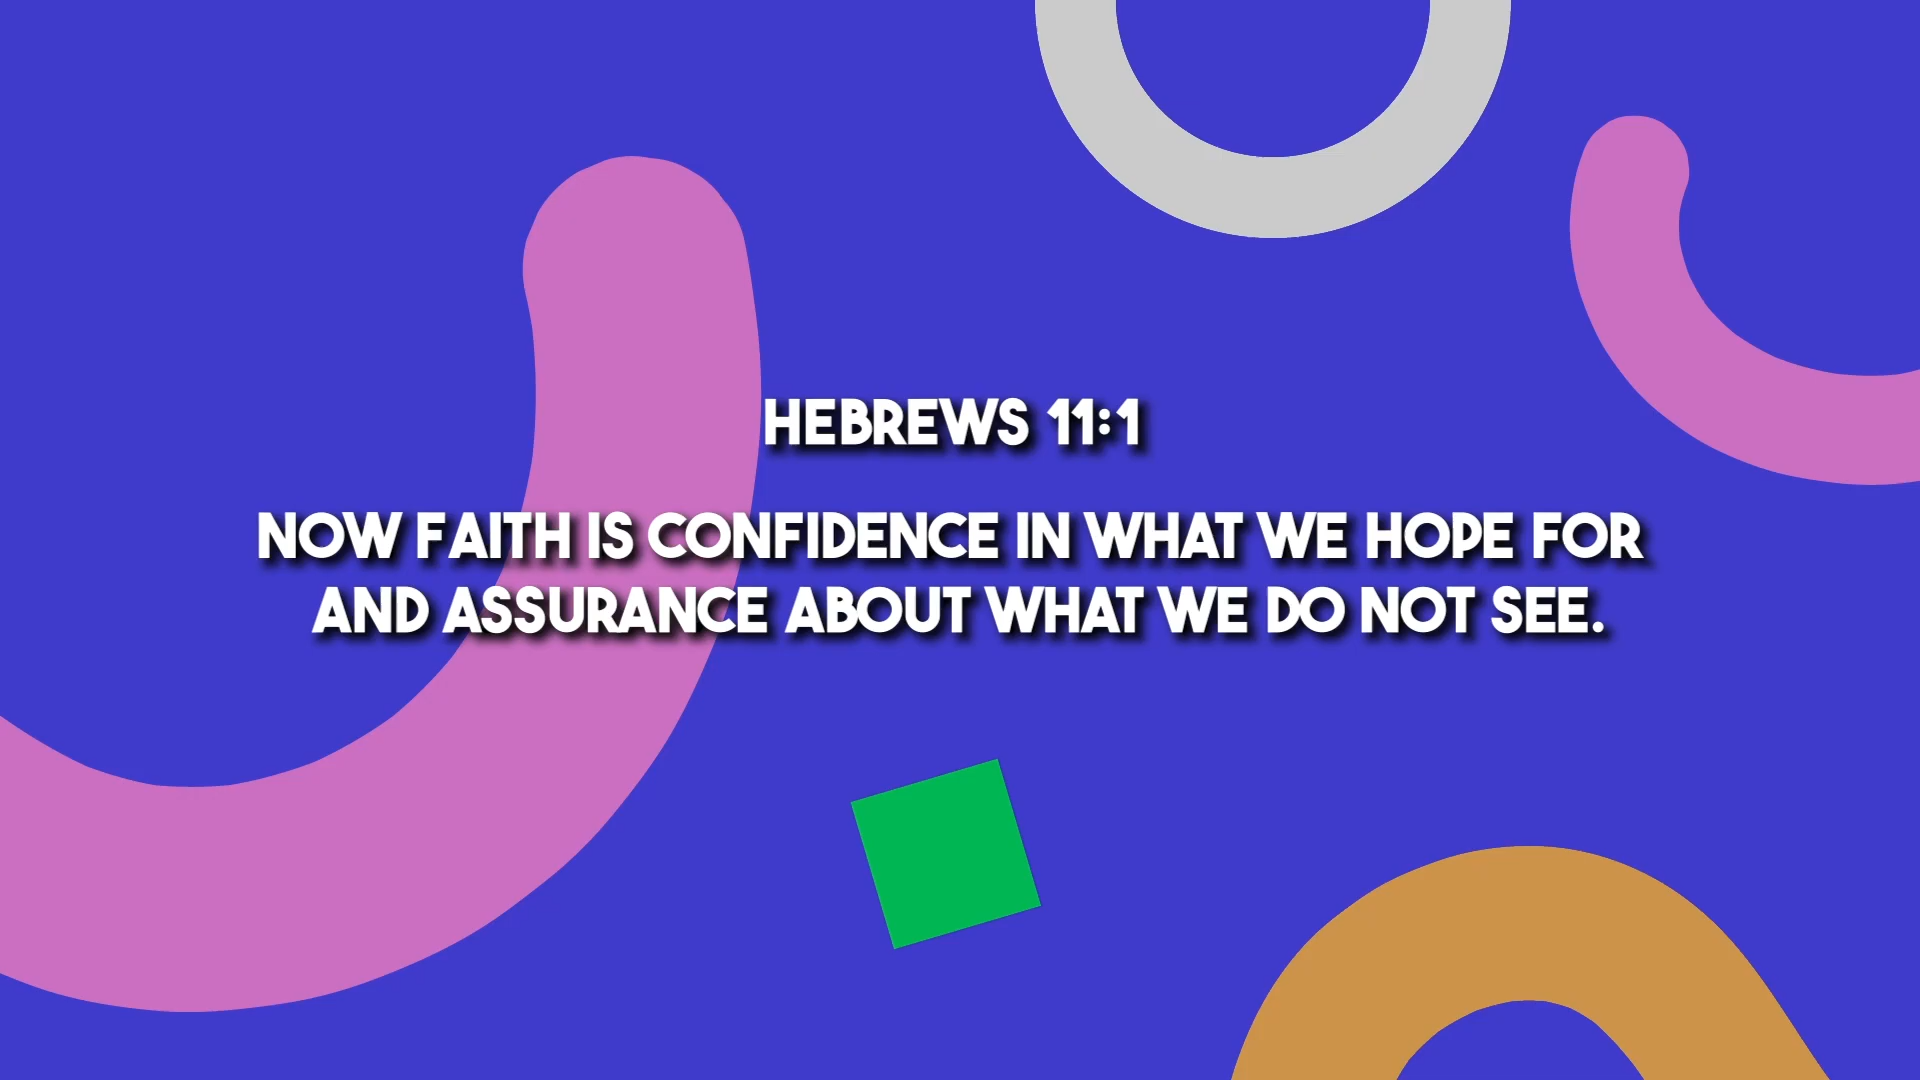 HEBREWS 11:1
NOW FAITH IS CONFIDENCE IN WHAT WE HOPE FOR
AND ASSURANCE ABOUT WHAT WE DO NOT SEE.